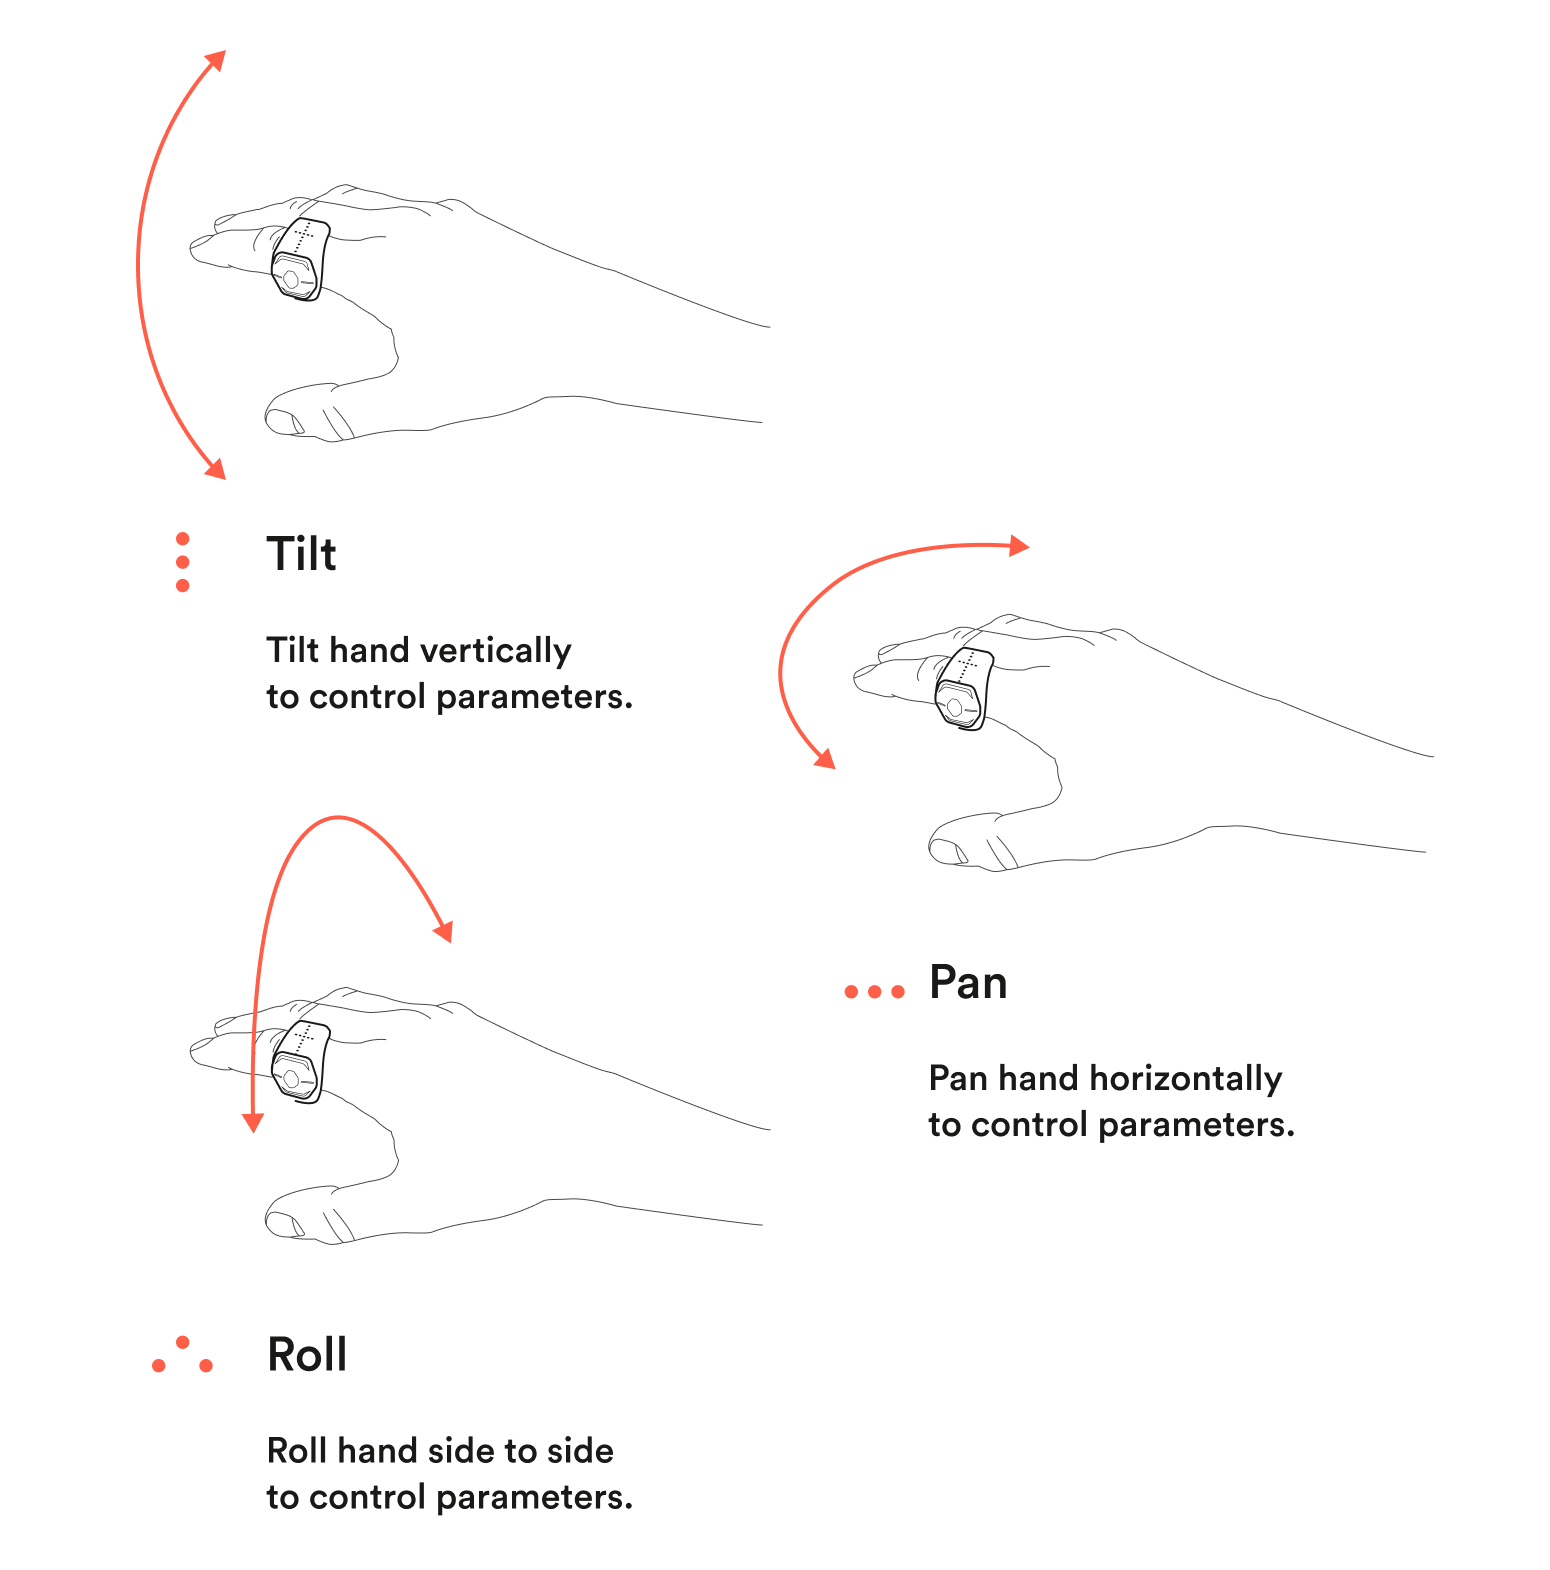 Tilt
Tilt hand vertically
to control parameters.
Pan
Pan hand horizontally
to control parameters.
Roll
Roll hand side to side
to control parameters.